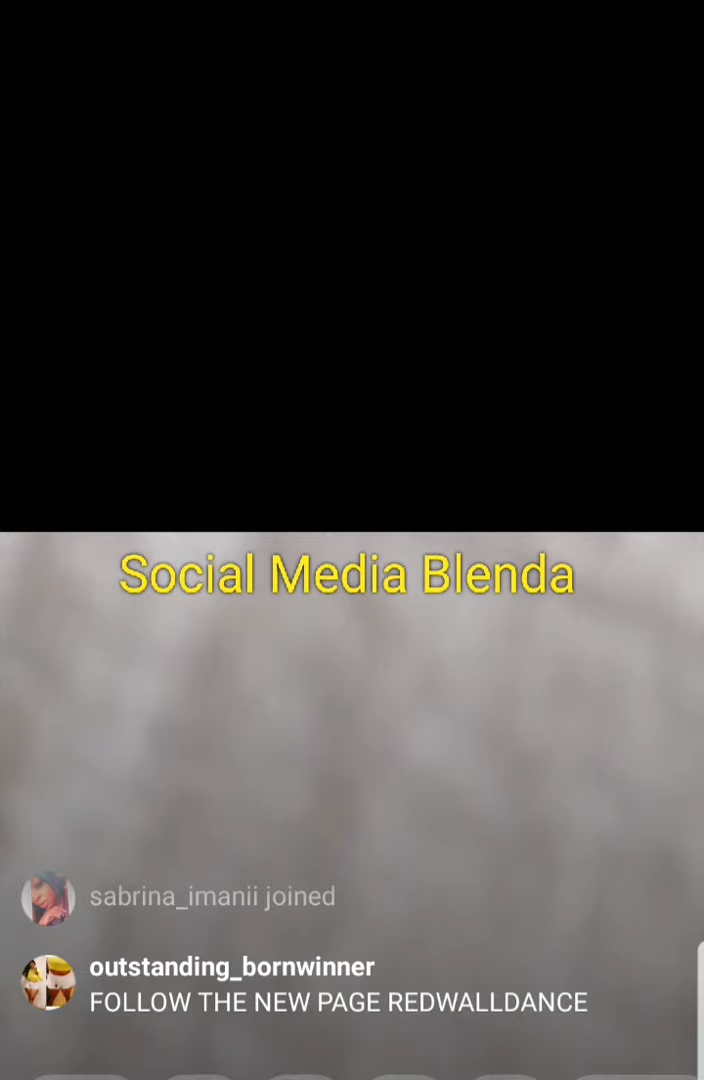 Social Media Blenda
sabrina_imanii joined
outstanding_bornwinner
FOLLOW THE NEW PAGE REDWALLDANCE